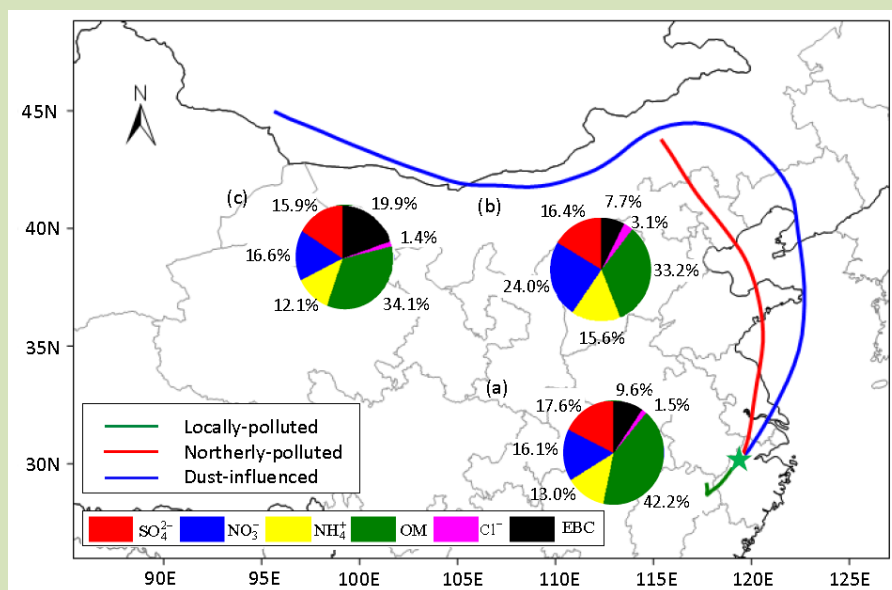 N
45N
40N
35N
30N
(c)
15.9%
19.9%
1.4%
16.6%
12.1%
34.1%
(b)
16.4%
7.7%
3.1%
24.0%
33.2%
15.6%
(a)
17.6%
9.6%
1.5%
16.1%
13.0%
42.2%
Locally-polluted
Northerly-polluted
Dust-influenced
SO₄²⁻ NO₃⁻ NH₄⁺ OM Cl⁻ EBC
90E 95E 100E 105E 110E 115E 120E 125E